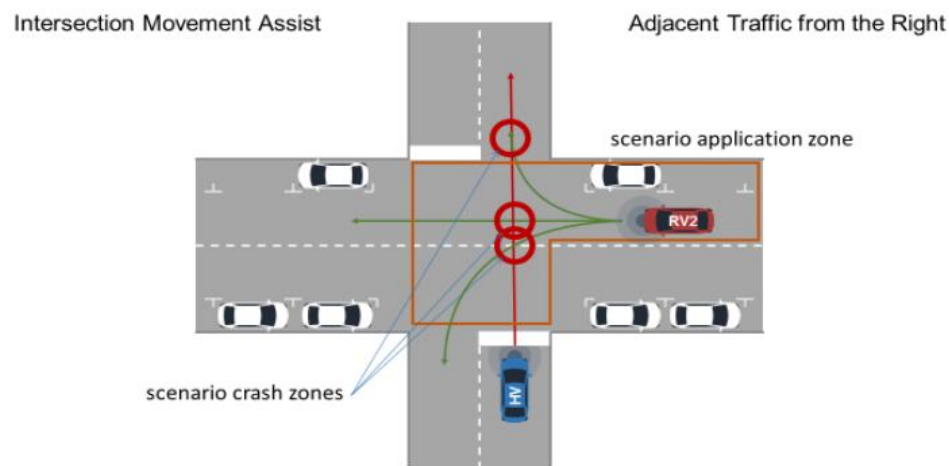 Intersection Movement Assist
Adjacent Traffic from the Right
scenario application zone
RV2
scenario crash zones
HV